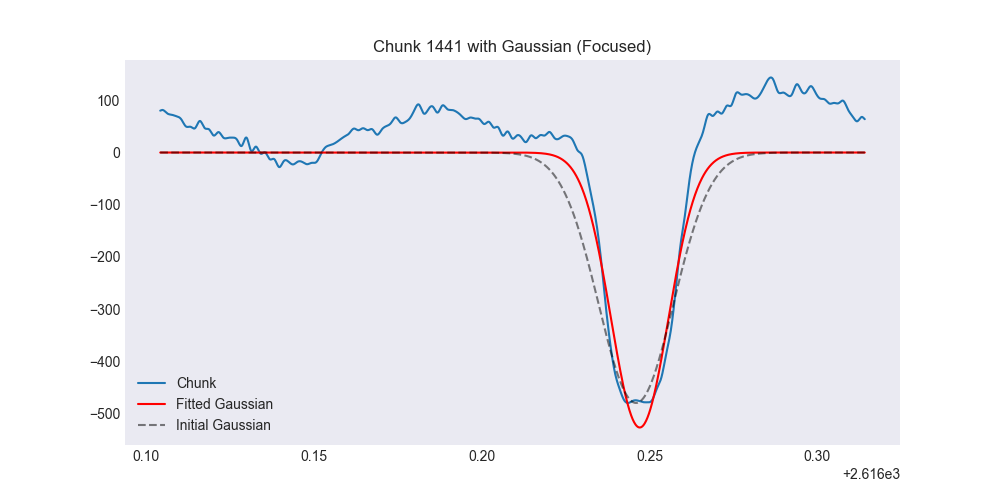 Chunk 1441 with Gaussian (Focused)
100
0
−100
−200
−300
−400
−500
Chunk
Fitted Gaussian
Initial Gaussian
0.10 0.15 0.20 0.25 0.30
+2.616e3